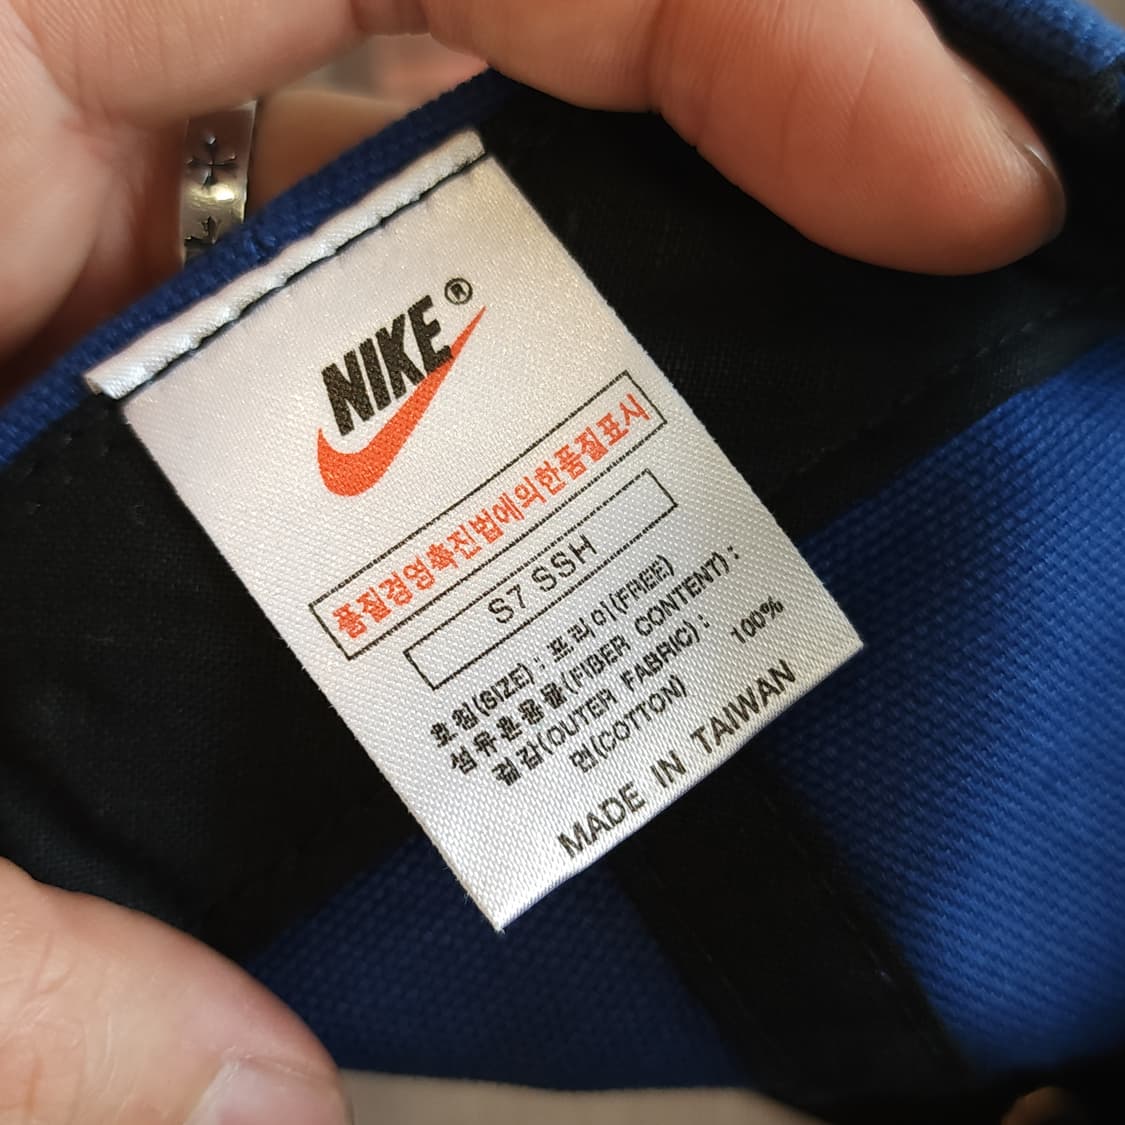 NIKE®
품질경영촉진법에의한품질표시
S7 SSH
호칭(SIZE) : 프리이(FREE)
섬유혼용율(FIBER CONTENT) :
겉감(OUTER FABRIC) :
면(COTTON) 100%
MADE IN TAIWAN